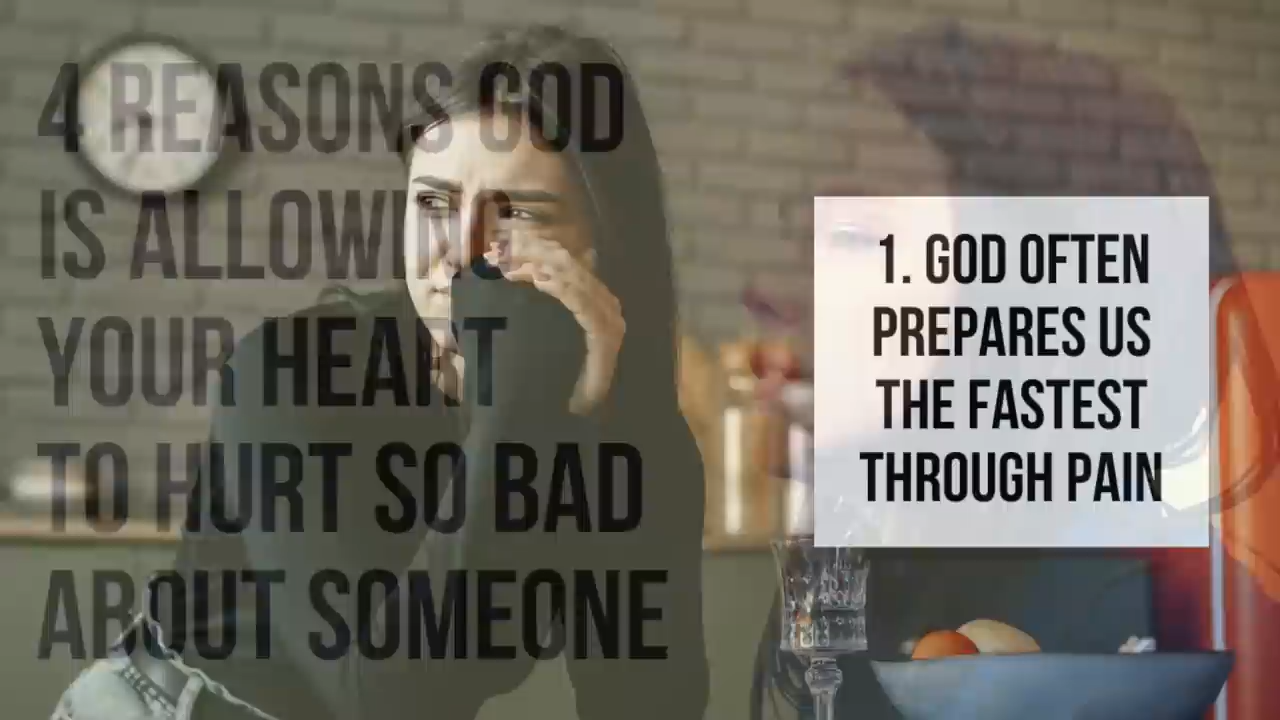 4 REASONS GOD
IS ALLOWING
YOUR HEART
TO HURT SO BAD
ABOUT SOMEONE
1. GOD OFTEN
PREPARES US
THE FASTEST
THROUGH PAIN